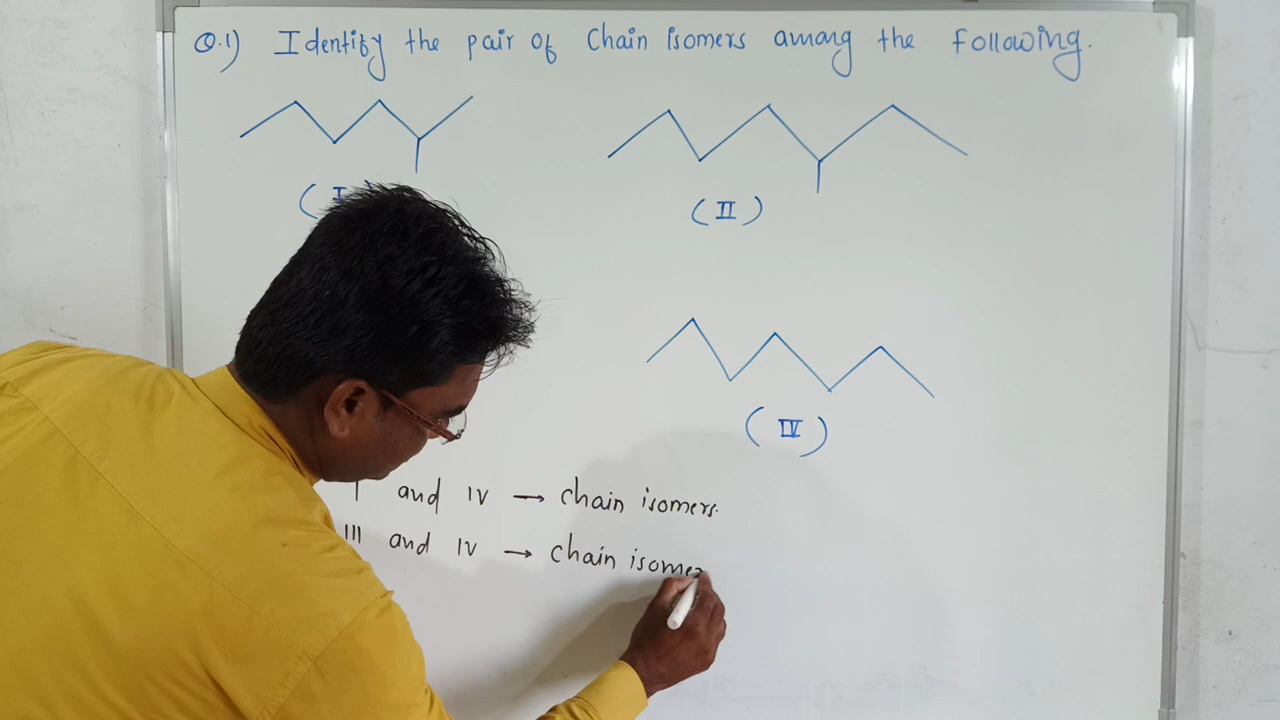 Q.1) Identify the pair of Chain isomers among the following.
(I
(II)
(IV)
I and IV → chain isomers.
III and IV → chain isomer